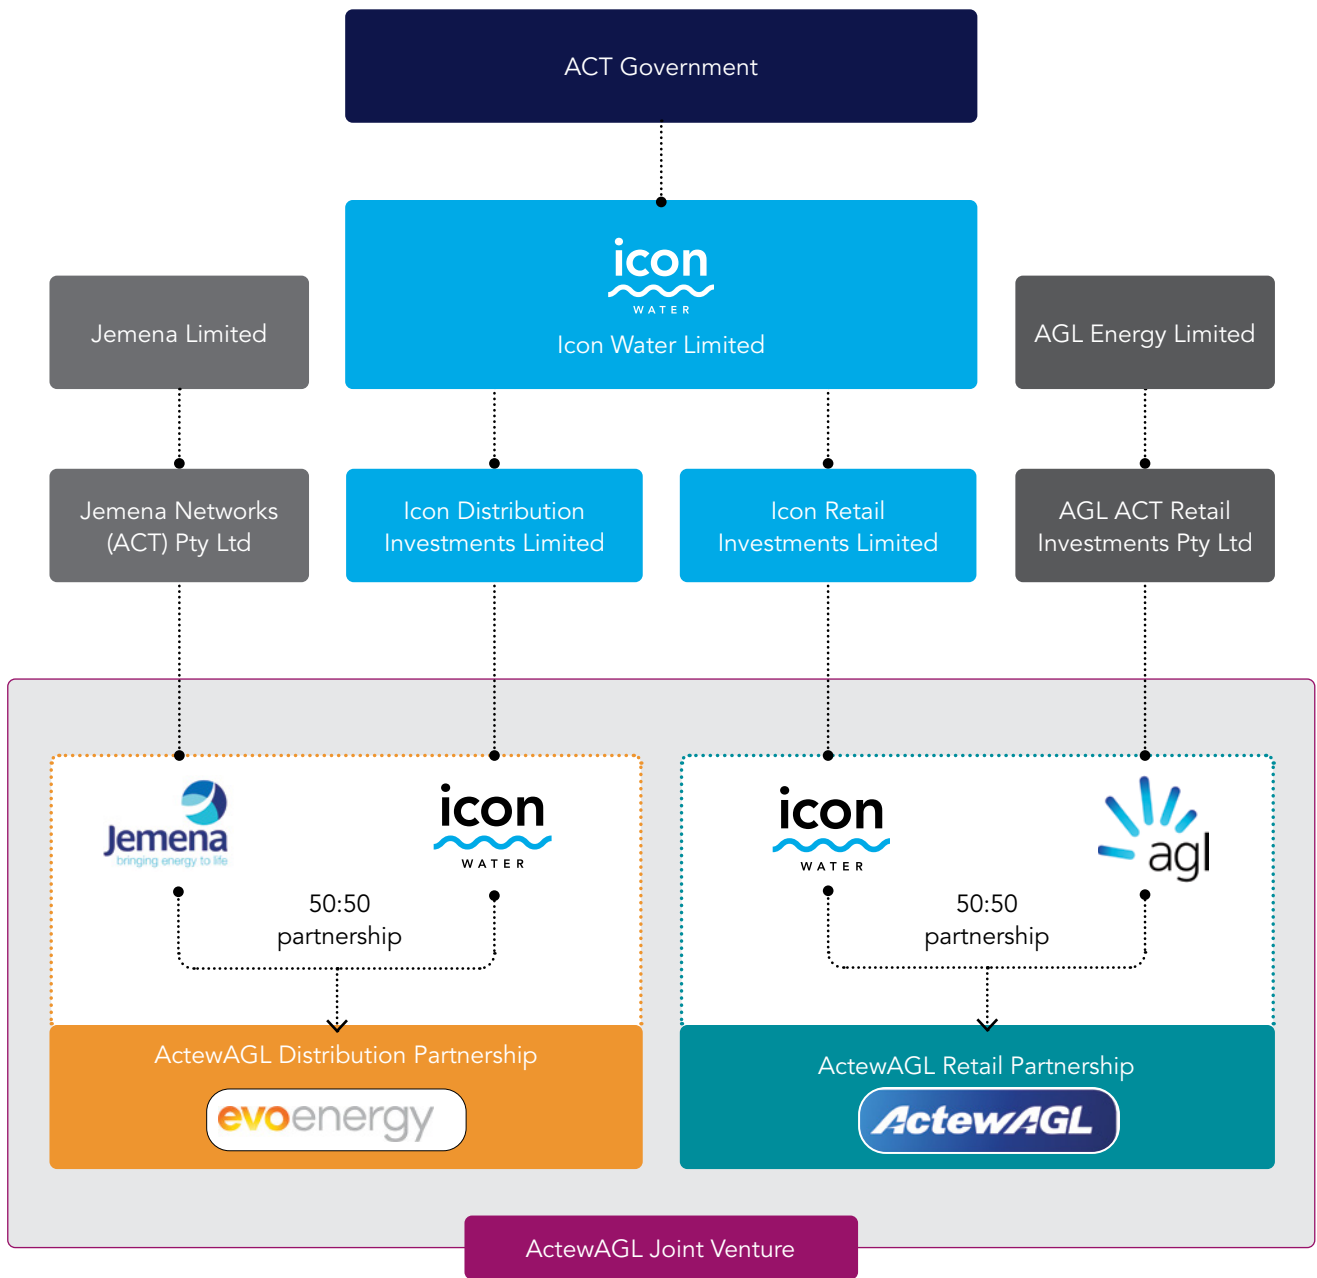 ACT Government
icon
WATER
Icon Water Limited
Jemena Limited
AGL Energy Limited
Jemena Networks
(ACT) Pty Ltd
Icon Distribution
Investments Limited
Icon Retail
Investments Limited
AGL ACT Retail
Investments Pty Ltd
Jemena
bringing energy to life
icon
WATER
50:50
partnership
icon
WATER
agl
50:50
partnership
ActewAGL Distribution Partnership
evoenergy
ActewAGL Retail Partnership
ActewAGL
ActewAGL Joint Venture